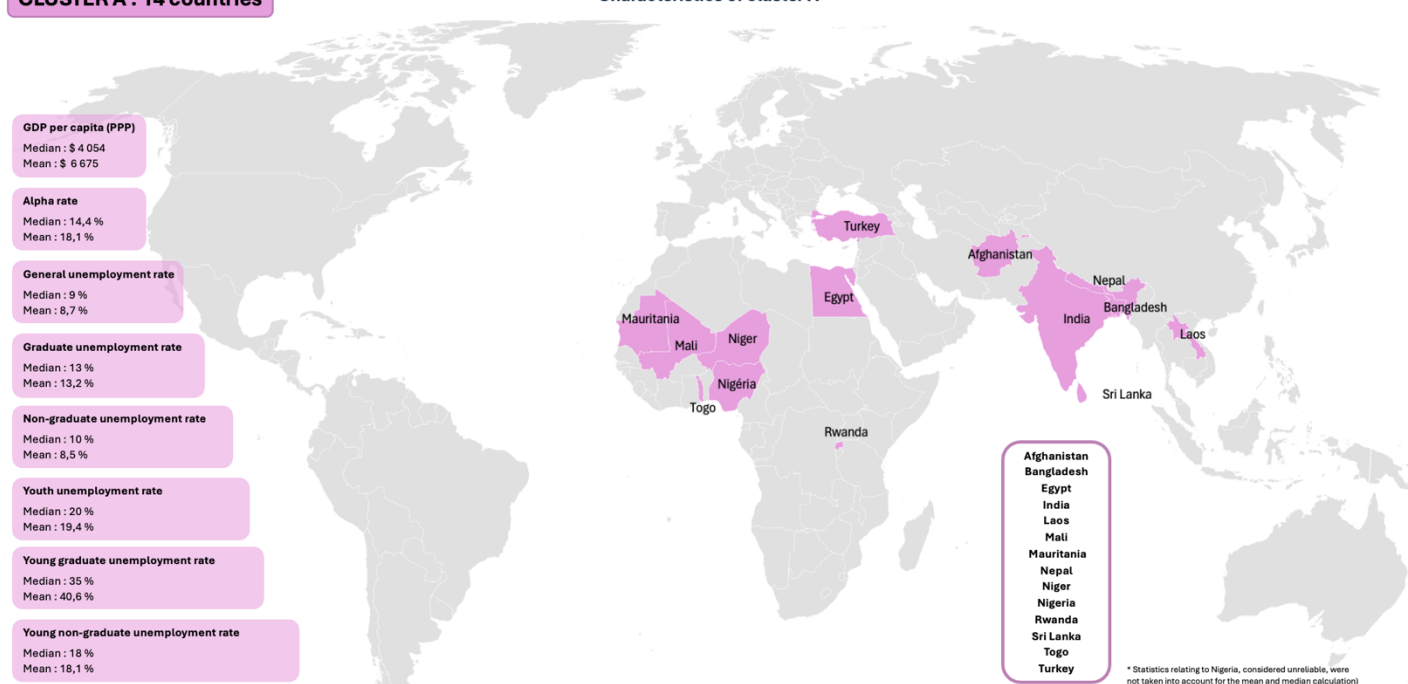 CLUSTER A : 14 countries
Characteristics of cluster A
GDP per capita (PPP)
Median : $ 4 054
Mean : $ 6 675
Alpha rate
Median : 14,4 %
Mean : 18,1 %
General unemployment rate
Median : 9 %
Mean : 8,7 %
Graduate unemployment rate
Median : 13 %
Mean : 13,2 %
Non-graduate unemployment rate
Median : 10 %
Mean : 8,5 %
Youth unemployment rate
Median : 20 %
Mean : 19,4 %
Young graduate unemployment rate
Median : 35 %
Mean : 40,6 %
Young non-graduate unemployment rate
Median : 18 %
Mean : 18,1 %
Turkey
Afghanistan
Nepal
Egypt
Bangladesh
Mauritania
India
Laos
Mali
Niger
Nigéria
Sri Lanka
Togo
Rwanda
Afghanistan
Bangladesh
Egypt
India
Laos
Mali
Mauritania
Nepal
Niger
Nigeria
Rwanda
Sri Lanka
Togo
Turkey
* Statistics relating to Nigeria, considered unreliable, were
not taken into account for the mean and median calculation)